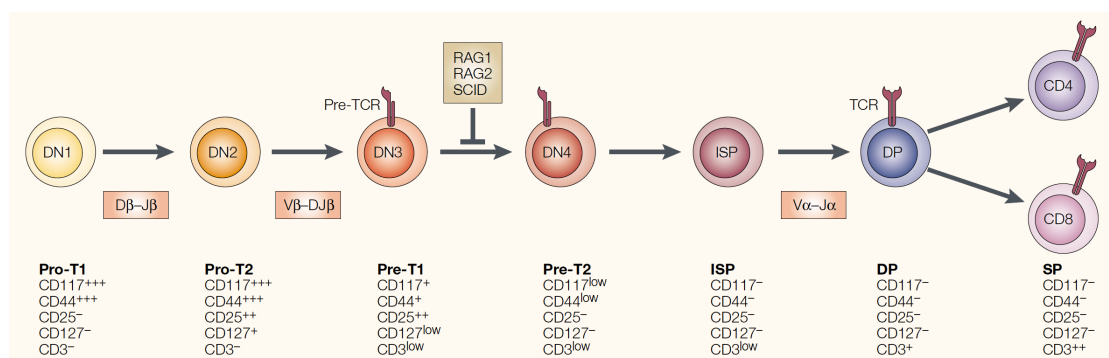 RAG1
RAG2
SCID
Pre-TCR
TCR
CD4
DN1
DN2
DN3
DN4
ISP
DP
CD8
Dβ–Jβ
Vβ–DJβ
Vα–Jα
Pro-T1
CD117+++
CD44+++
CD25–
CD127–
CD3–
Pro-T2
CD117+++
CD44+++
CD25++
CD127+
CD3–
Pre-T1
CD117+
CD44+
CD25++
CD127low
CD3low
Pre-T2
CD117low
CD44low
CD25–
CD127–
CD3low
ISP
CD117–
CD44–
CD25–
CD127–
CD3low
DP
CD117–
CD44–
CD25–
CD127–
CD3+
SP
CD117–
CD44–
CD25–
CD127–
CD3++